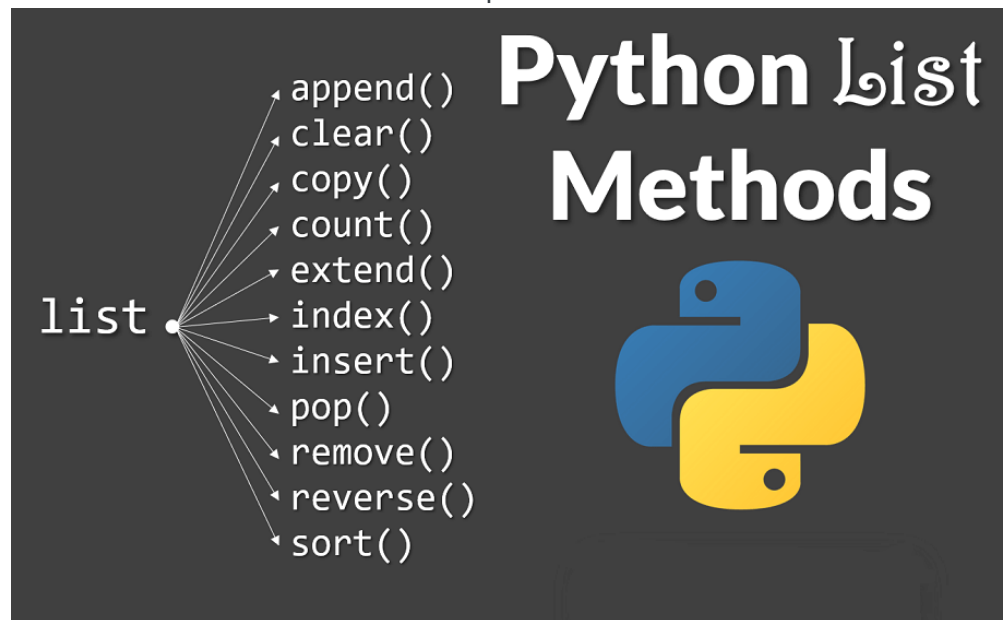 Python List
Methods
list
append()
clear()
copy()
count()
extend()
index()
insert()
pop()
remove()
reverse()
sort()